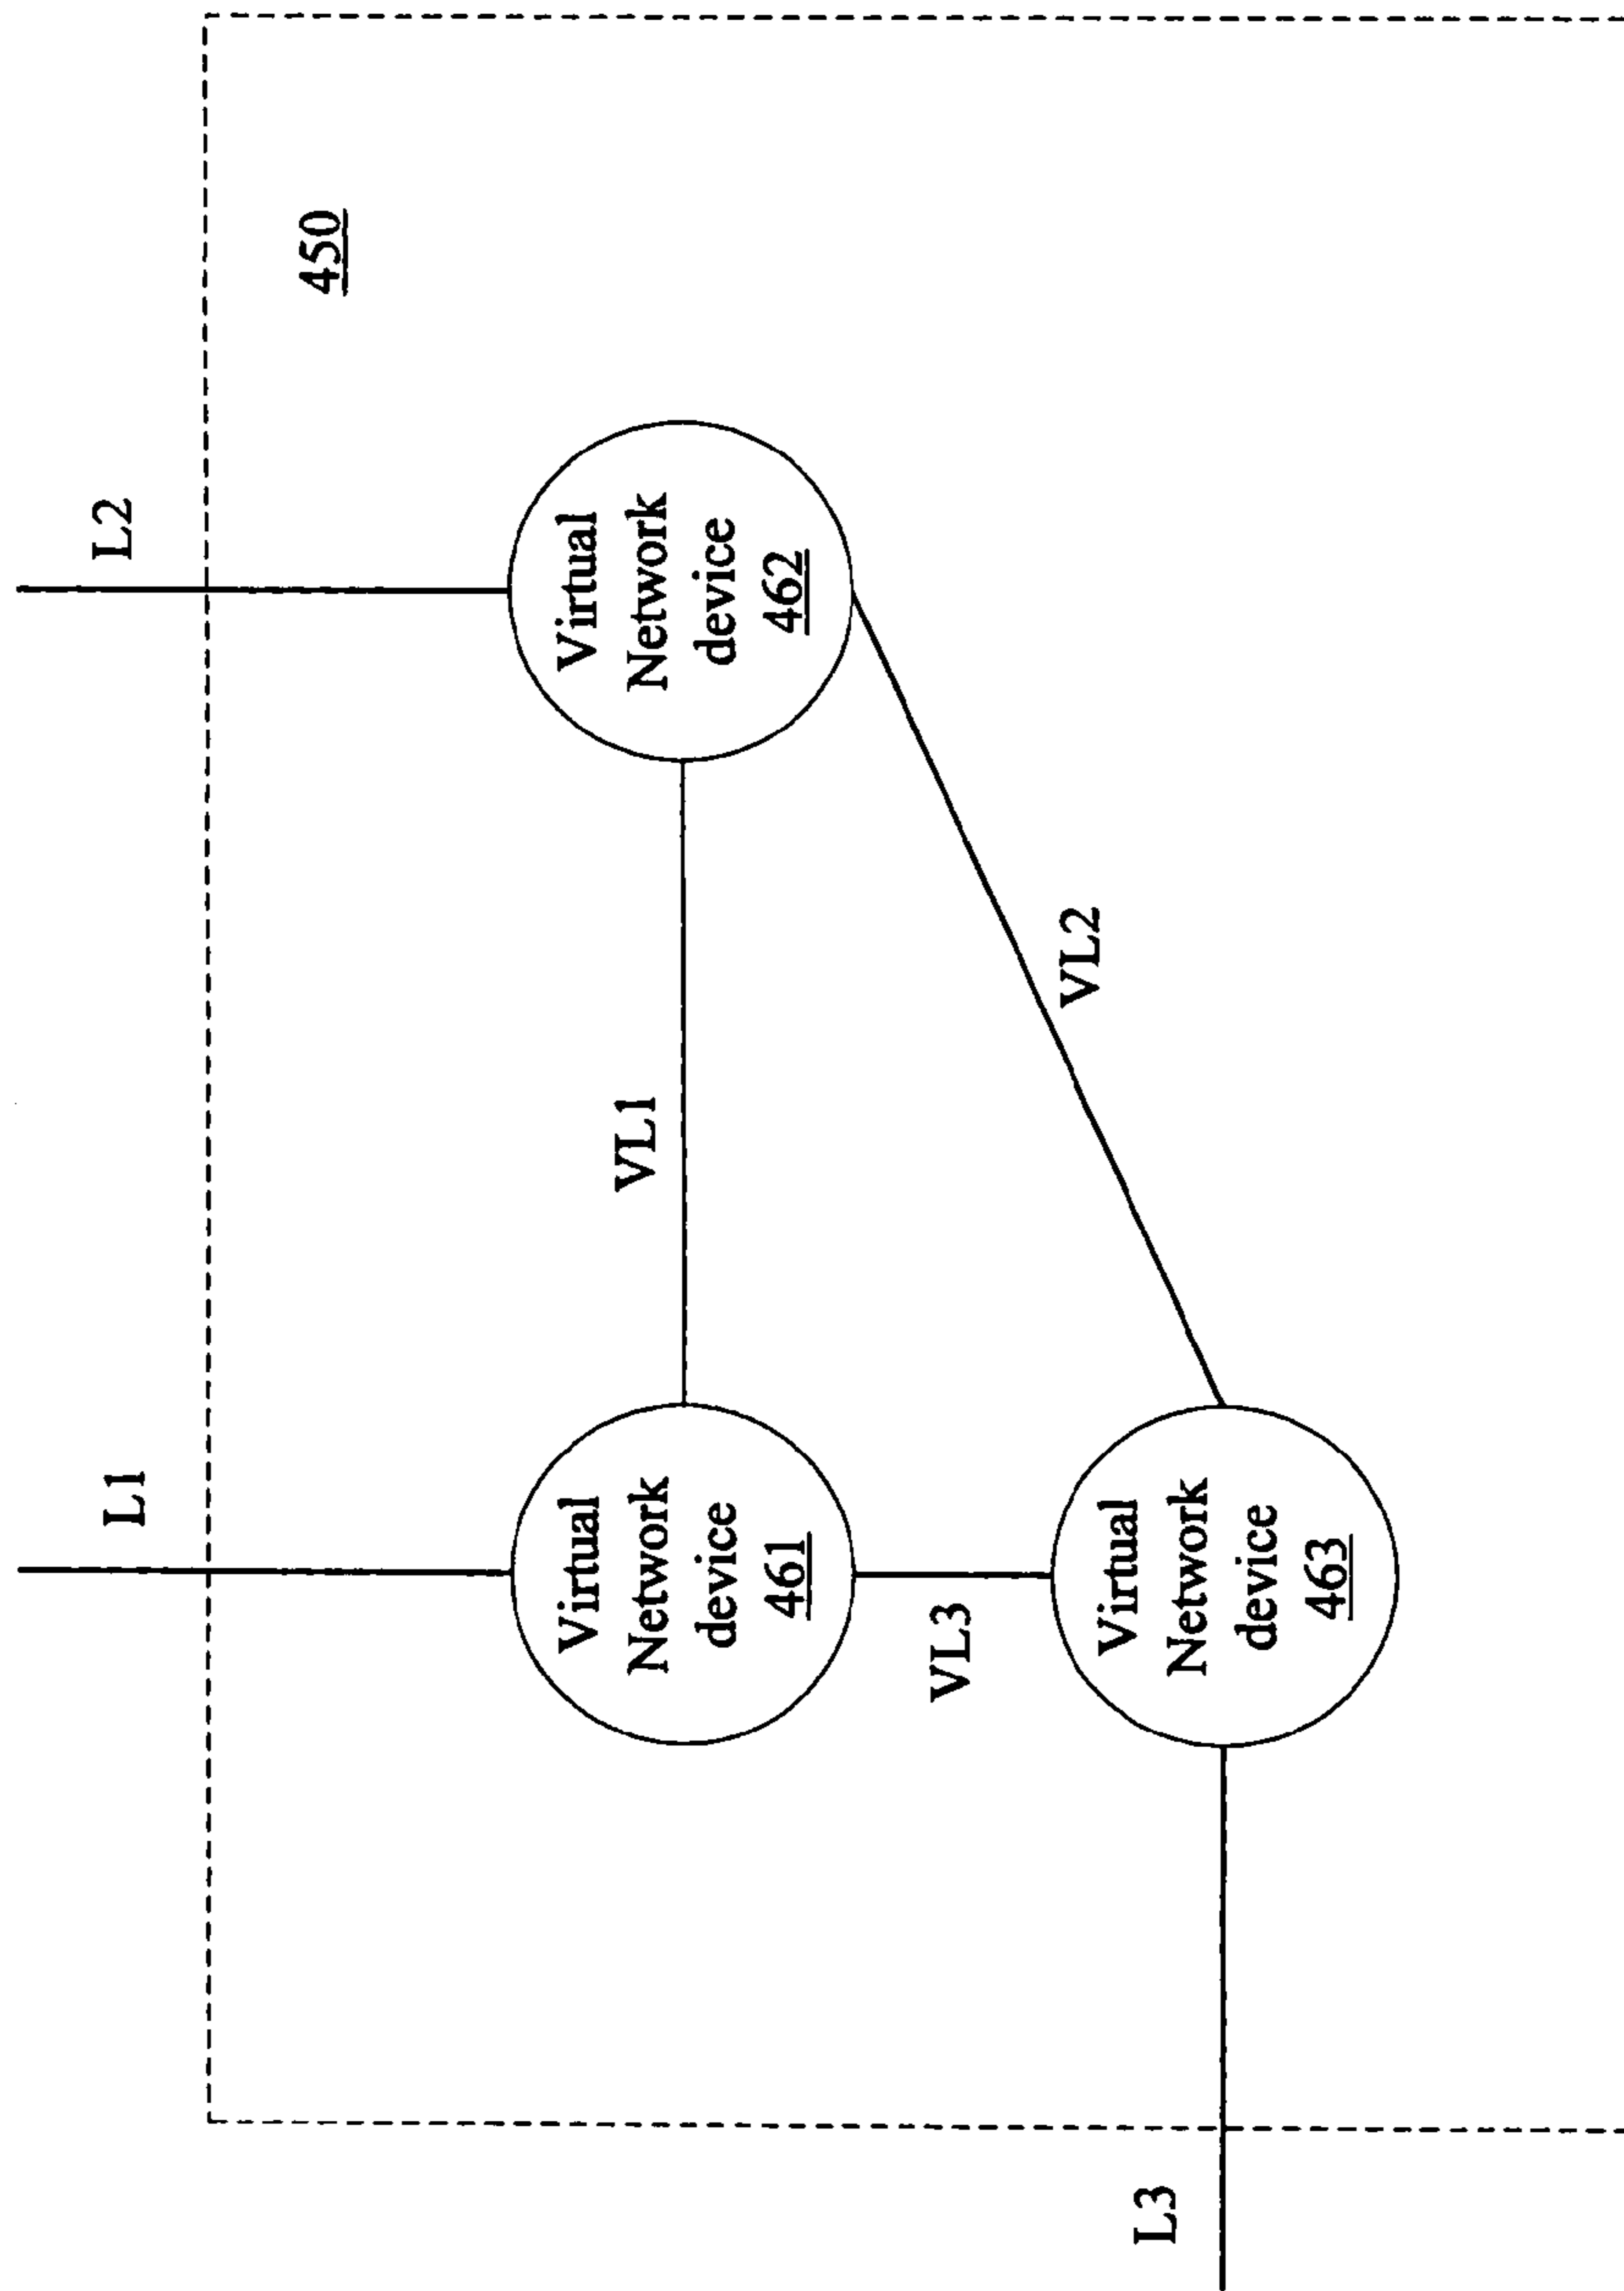 L1
L2
450
Virtual
Network
device
461
VL1
Virtual
Network
device
462
VL3
VL2
L3
Virtual
Network
device
463